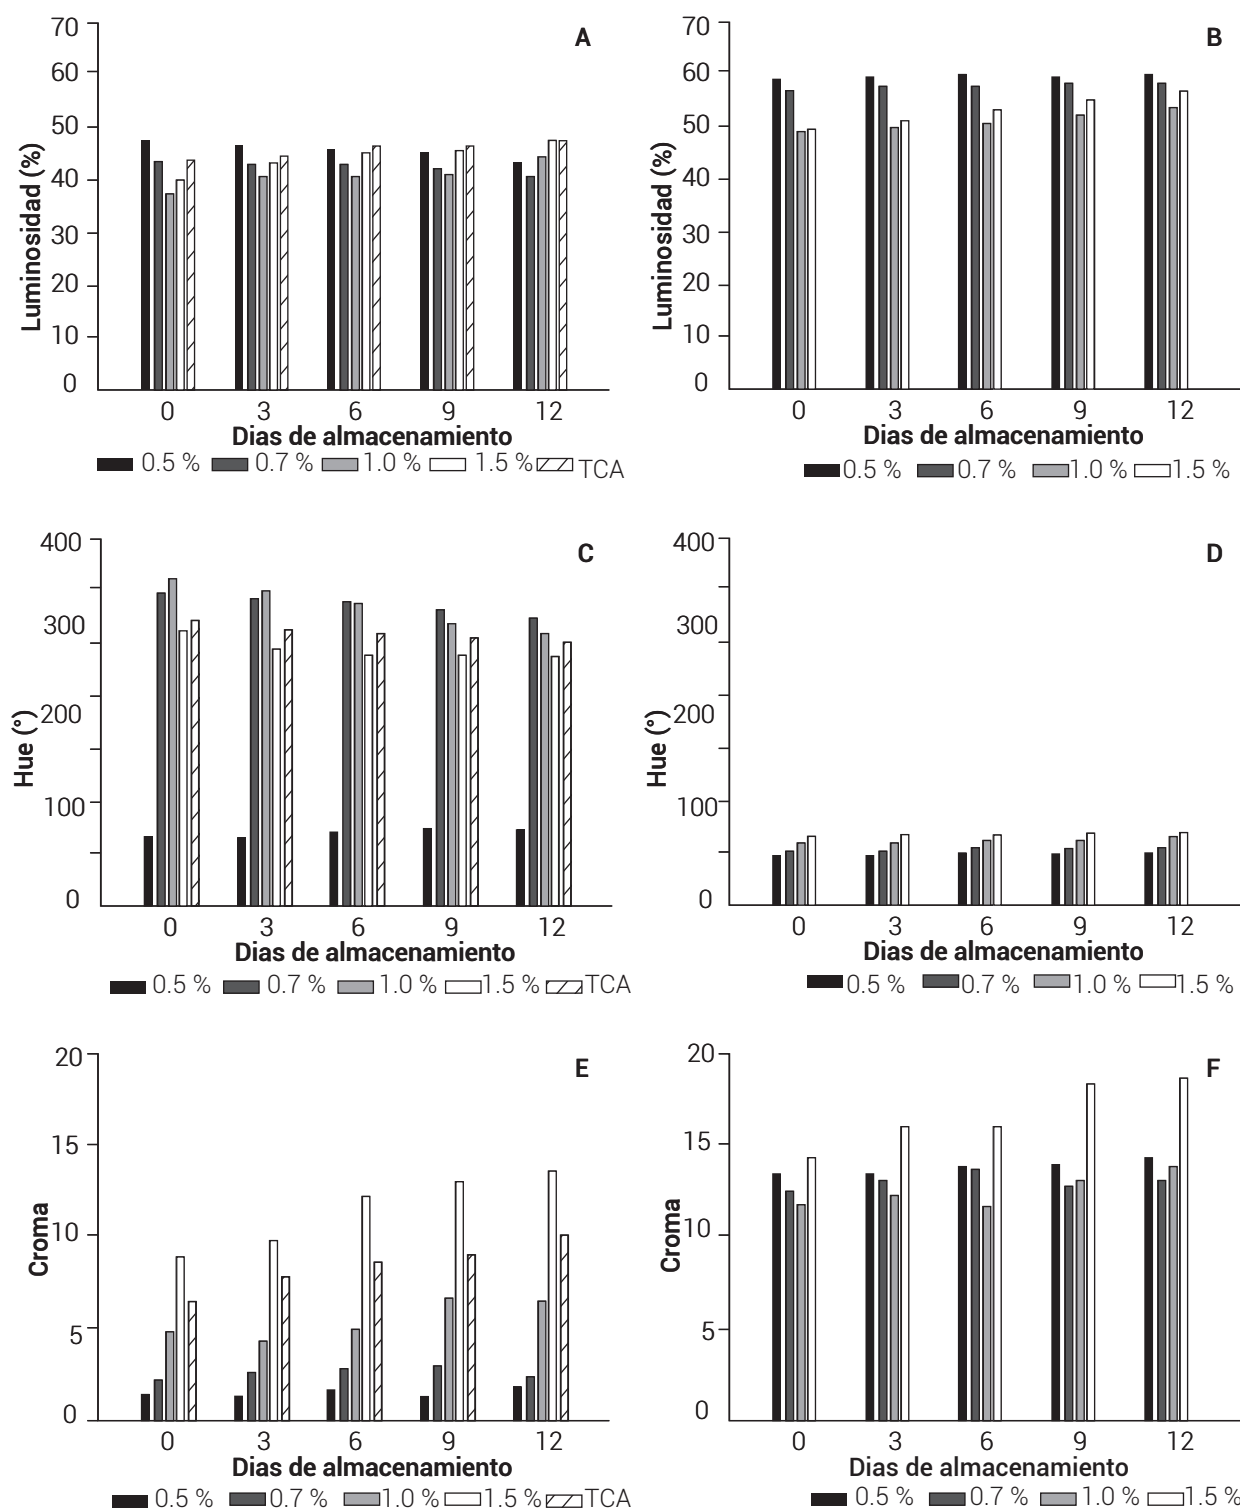 A
70
60
50
40
30
20
10
0
Luminosidad (%)
0 3 6 9 12
Dias de almacenamiento
0.5 % 0.7 % 1.0 % 1.5 % TCA
B
70
60
50
40
30
20
10
0
Luminosidad (%)
0 3 6 9 12
Dias de almacenamiento
0.5 % 0.7 % 1.0 % 1.5 %
C
400
300
200
100
0
Hue (°)
0 3 6 9 12
Dias de almacenamiento
0.5 % 0.7 % 1.0 % 1.5 % TCA
D
400
300
200
100
0
Hue (°)
0 3 6 9 12
Dias de almacenamiento
0.5 % 0.7 % 1.0 % 1.5 %
E
20
15
10
5
0
Croma
0 3 6 9 12
Dias de almacenamiento
0.5 % 0.7 % 1.0 % 1.5 % TCA
F
20
15
10
5
0
Croma
0 3 6 9 12
Dias de almacenamiento
0.5 % 0.7 % 1.0 % 1.5 %